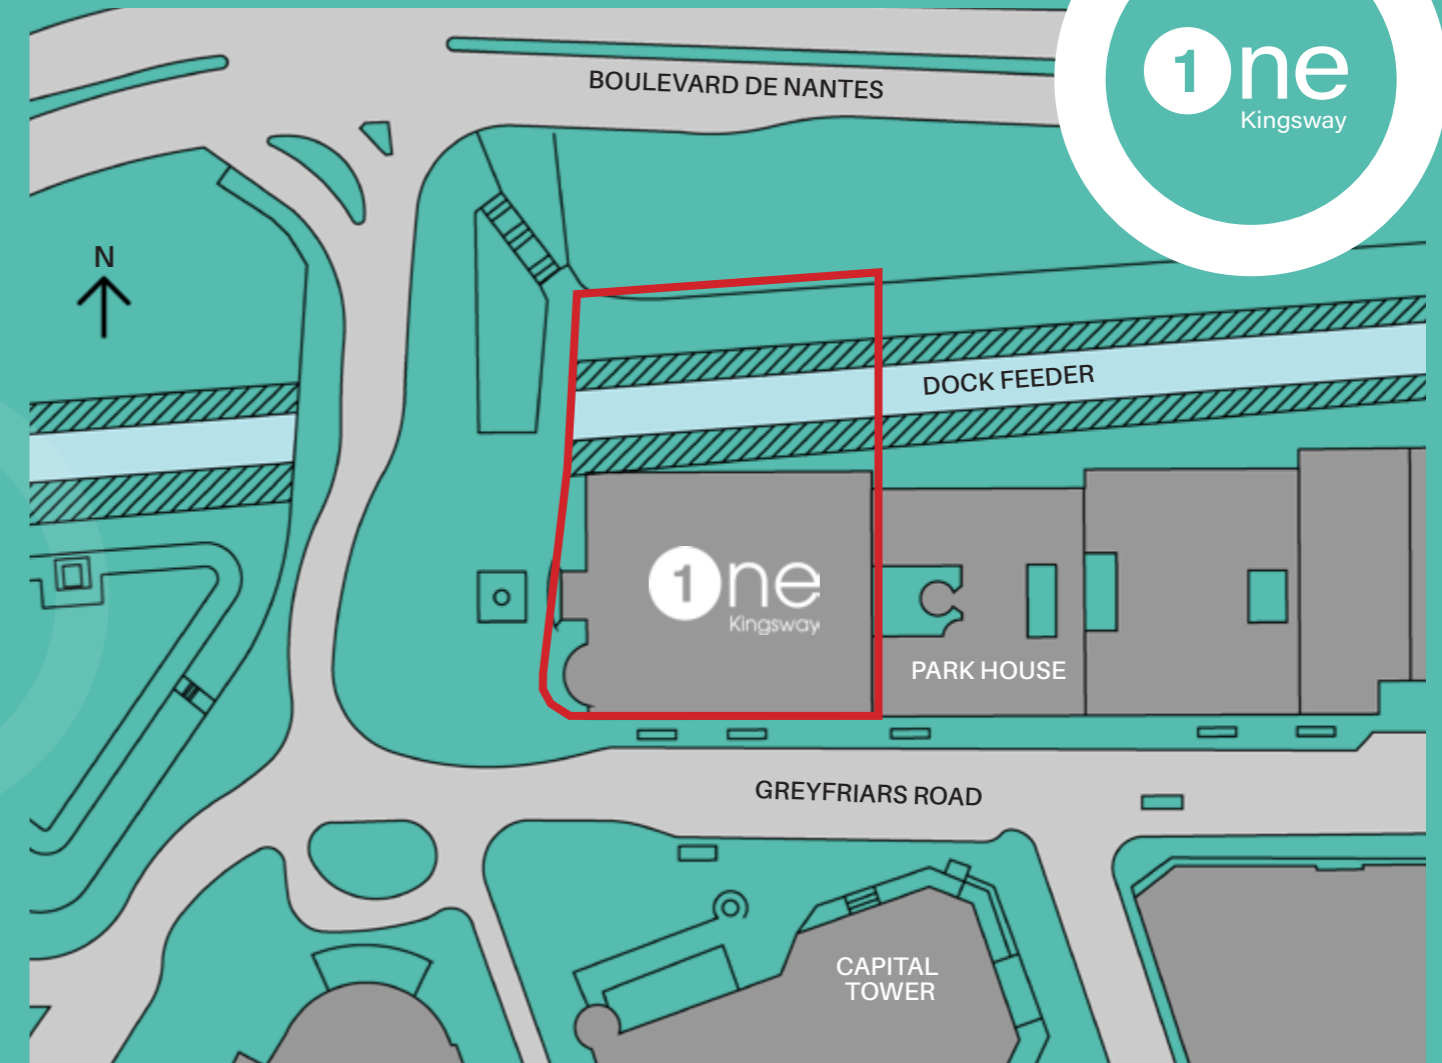 1ne
Kingsway
BOULEVARD DE NANTES
N
DOCK FEEDER
1ne
Kingsway
PARK HOUSE
GREYFRIARS ROAD
CAPITAL
TOWER